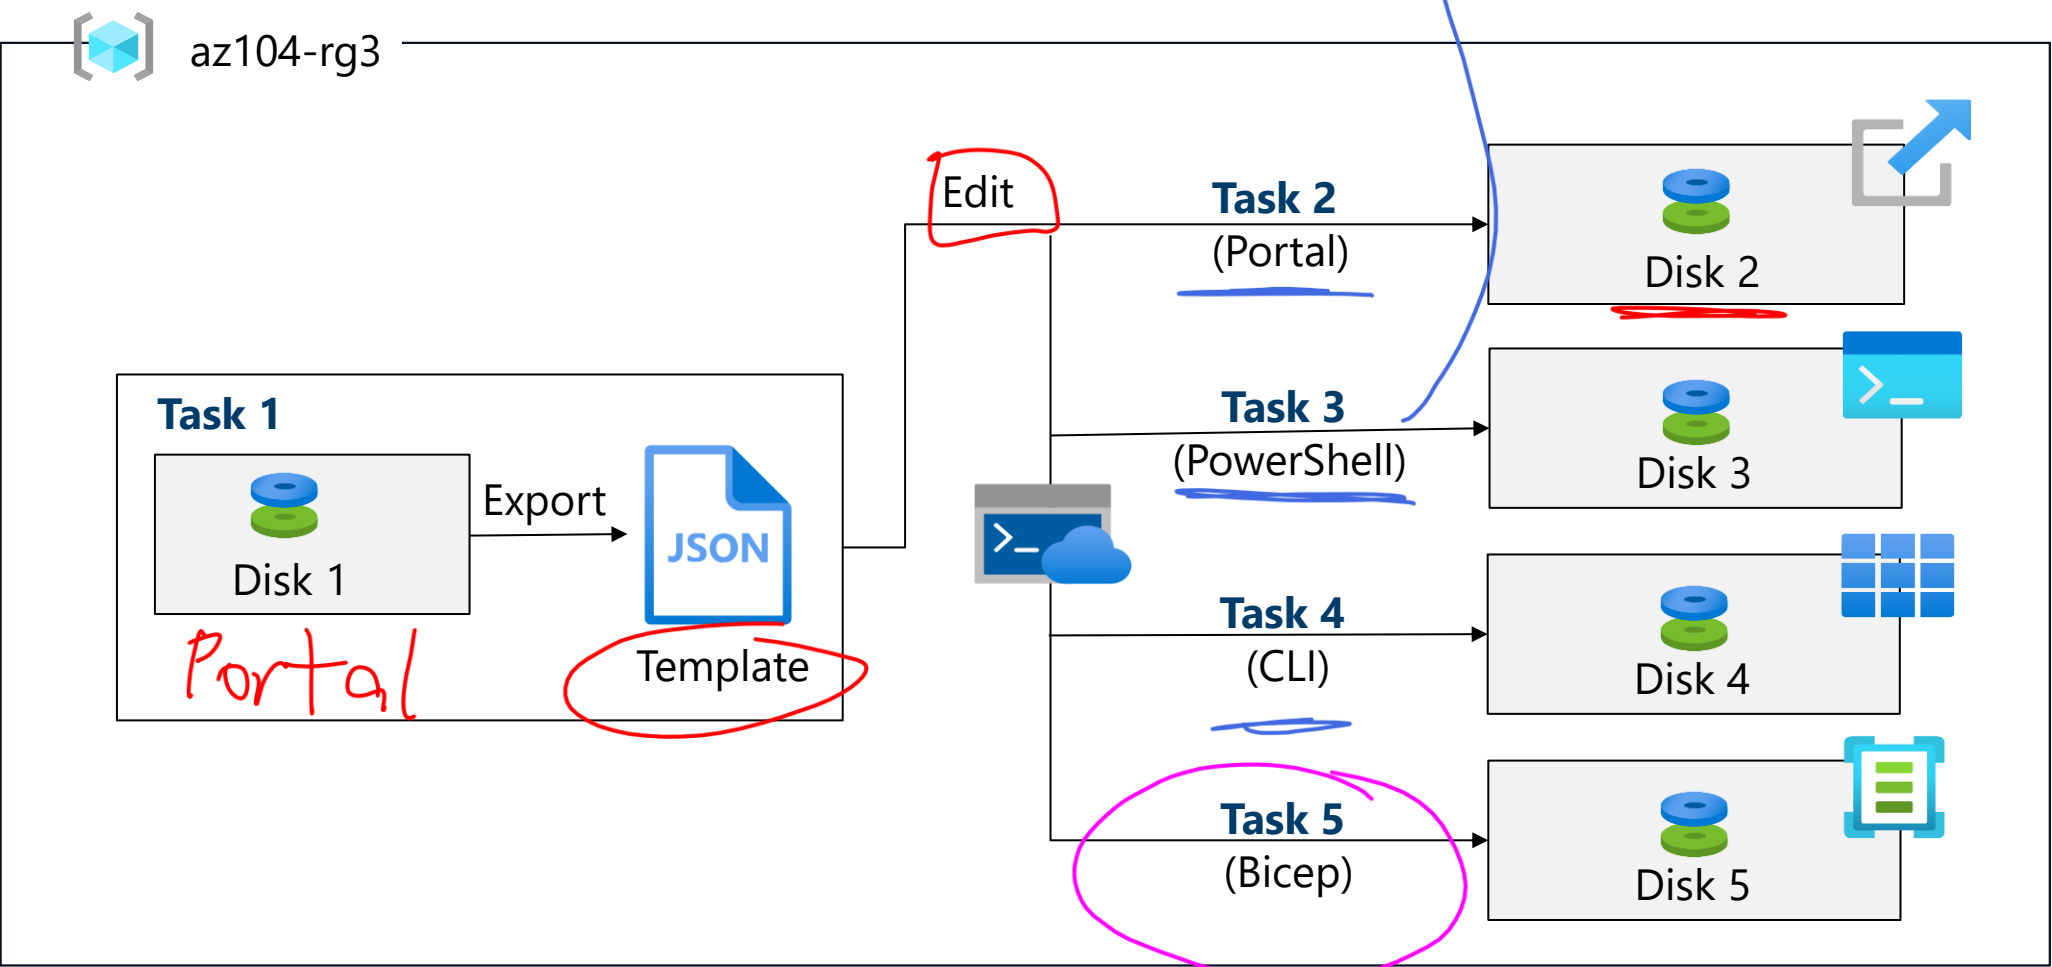 az104-rg3
Edit
Task 2
(Portal)
Disk 2
Task 1
Disk 1
Export
JSON
Template
Portal
Task 3
(PowerShell)
Disk 3
Task 4
(CLI)
Disk 4
Task 5
(Bicep)
Disk 5